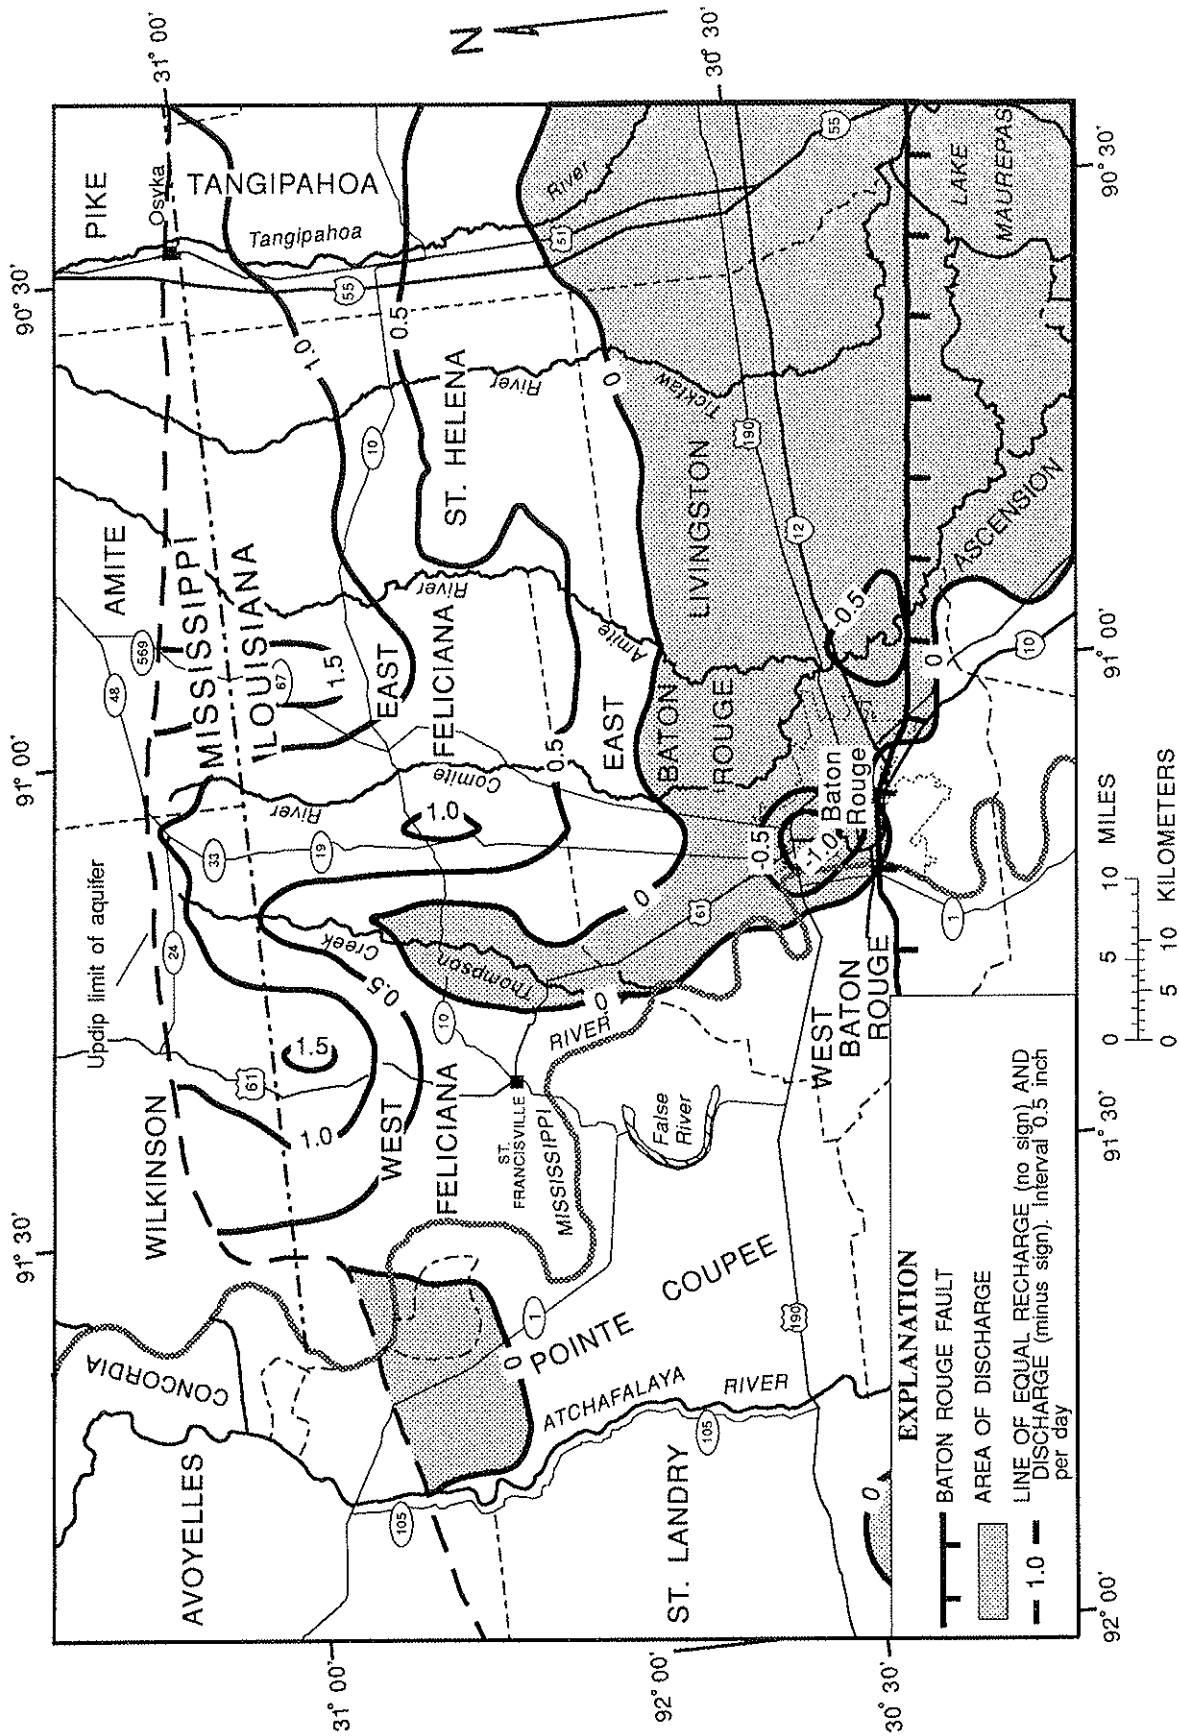 91° 30'
91° 00'
90° 30'
31° 00'
Updip limit of aquifer
CONCORDIA
WILKINSON
AMITE
PIKE
Osyka
AVOYELLES
MISSISSIPPI
LOUISIANA
TANGIPAHOA
Tangipahoa
River
24
48
569
33
61
67
19
1.5
1.0
1.5
1.0
55
0.5
0.5
WEST
FELICIANA
Thompson
Creek
Comite
River
EAST
FELICIANA
1.0
10
10
ST. HELENA
Amite
River
Tickfaw
River
51
31° 00'
105
1
0
ST.
FRANCISVILLE
MISSISSIPPI
RIVER
0
0.5
0
0
EAST
BATON
ROUGE
LIVINGSTON
POINTE
COUPEE
ATCHAFALAYA
RIVER
105
False
River
61
-0.5
-1.0
Baton
Rouge
-0.5
190
12
55
30° 30'
ST. LANDRY
190
WEST
BATON
ROUGE
1
0
10
ASCENSION
LAKE
MAUREPAS
0
92° 00'
30° 30'
92° 00'
91° 30'
91° 00'
90° 30'
N
EXPLANATION
BATON ROUGE FAULT
AREA OF DISCHARGE
1.0
LINE OF EQUAL RECHARGE (no sign) AND
DISCHARGE (minus sign). Interval 0.5 inch
per day
0 5 10 MILES
0 5 10 KILOMETERS